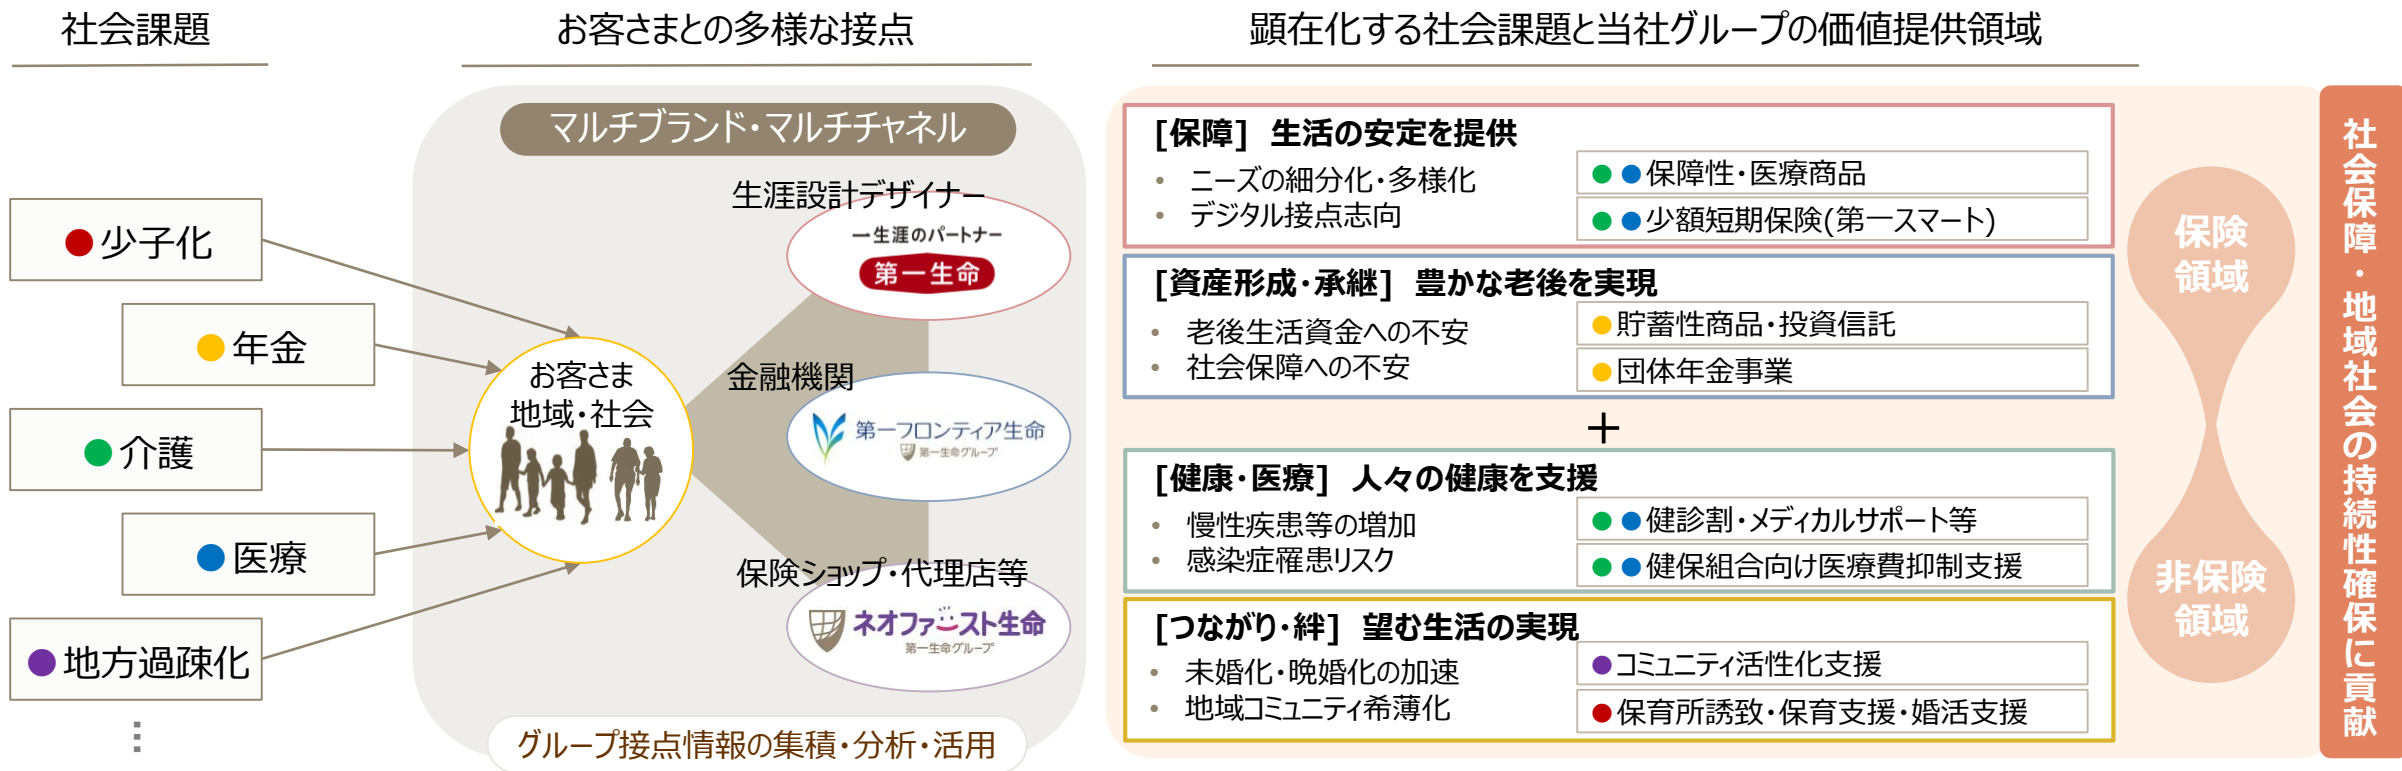 社会課題
お客さまとの多様な接点
顕在化する社会課題と当社グループの価値提供領域
●少子化
●年金
●介護
●医療
●地方過疎化
⋮
マルチブランド・マルチチャネル
お客さま
地域・社会
生涯設計デザイナー
一生涯のパートナー
第一生命
金融機関
第一フロンティア生命
第一生命グループ
保険ショップ・代理店等
ネオファースト生命
第一生命グループ
グループ接点情報の集積・分析・活用
[保障] 生活の安定を提供
• ニーズの細分化・多様化
• デジタル接点志向
●●保障性・医療商品
●●少額短期保険(第一スマート)
[資産形成・承継] 豊かな老後を実現
• 老後生活資金への不安
• 社会保障への不安
●貯蓄性商品・投資信託
●団体年金事業
＋
[健康・医療] 人々の健康を支援
• 慢性疾患等の増加
• 感染症罹患リスク
●●健診割・メディカルサポート等
●●健保組合向け医療費抑制支援
[つながり・絆] 望む生活の実現
• 未婚化・晩婚化の加速
• 地域コミュニティ希薄化
●コミュニティ活性化支援
●保育所誘致・保育支援・婚活支援
保険
領域
非保険
領域
社会保障・地域社会の持続性確保に貢献